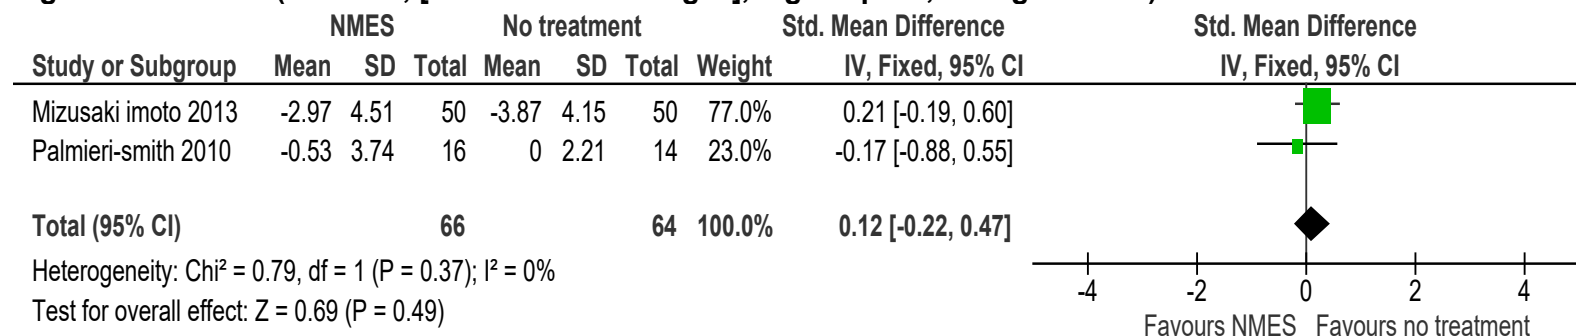 NMES No treatment Std. Mean Difference Std. Mean Difference
Study or Subgroup Mean SD Total Mean SD Total Weight IV, Fixed, 95% CI IV, Fixed, 95% CI
Mizusaki imoto 2013 -2.97 4.51 50 -3.87 4.15 50 77.0% 0.21 [-0.19, 0.60]
Palmieri-smith 2010 -0.53 3.74 16 0 2.21 14 23.0% -0.17 [-0.88, 0.55]
Total (95% CI) 66 64 100.0% 0.12 [-0.22, 0.47]
Heterogeneity: Chi² = 0.79, df = 1 (P = 0.37); I² = 0%
Test for overall effect: Z = 0.69 (P = 0.49)
-4 -2 0 2 4
Favours NMES Favours no treatment